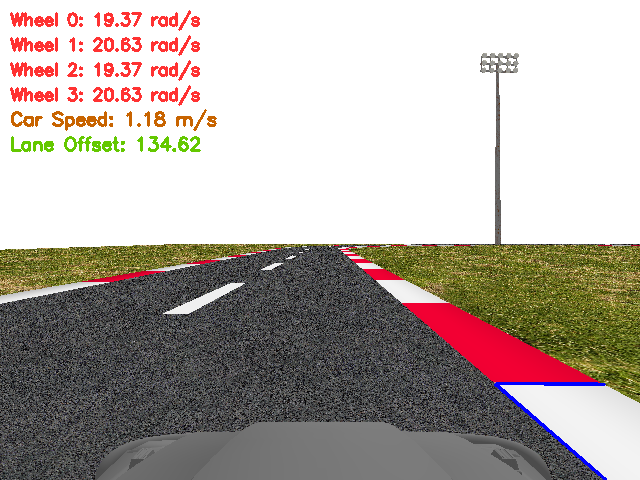 Wheel 0: 19.37 rad/s
Wheel 1: 20.63 rad/s
Wheel 2: 19.37 rad/s
Wheel 3: 20.63 rad/s
Car Speed: 1.18 m/s
Lane Offset: 134.62